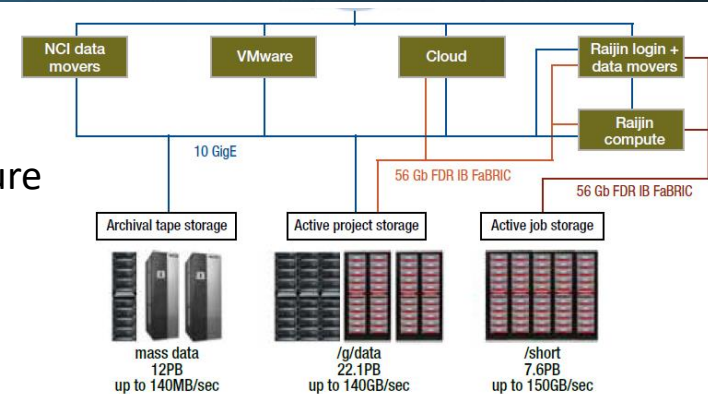 NCI data
movers
VMware
Cloud
Raijin login +
data movers
Raijin
compute
10 GigE
ure
56 Gb FDR IB FaBRIC
56 Gb FDR IB FaBRIC
Archival tape storage
Active project storage
Active job storage
mass data
12PB
up to 140MB/sec
/g/data
22.1PB
up to 140GB/sec
/short
7.6PB
up to 150GB/sec